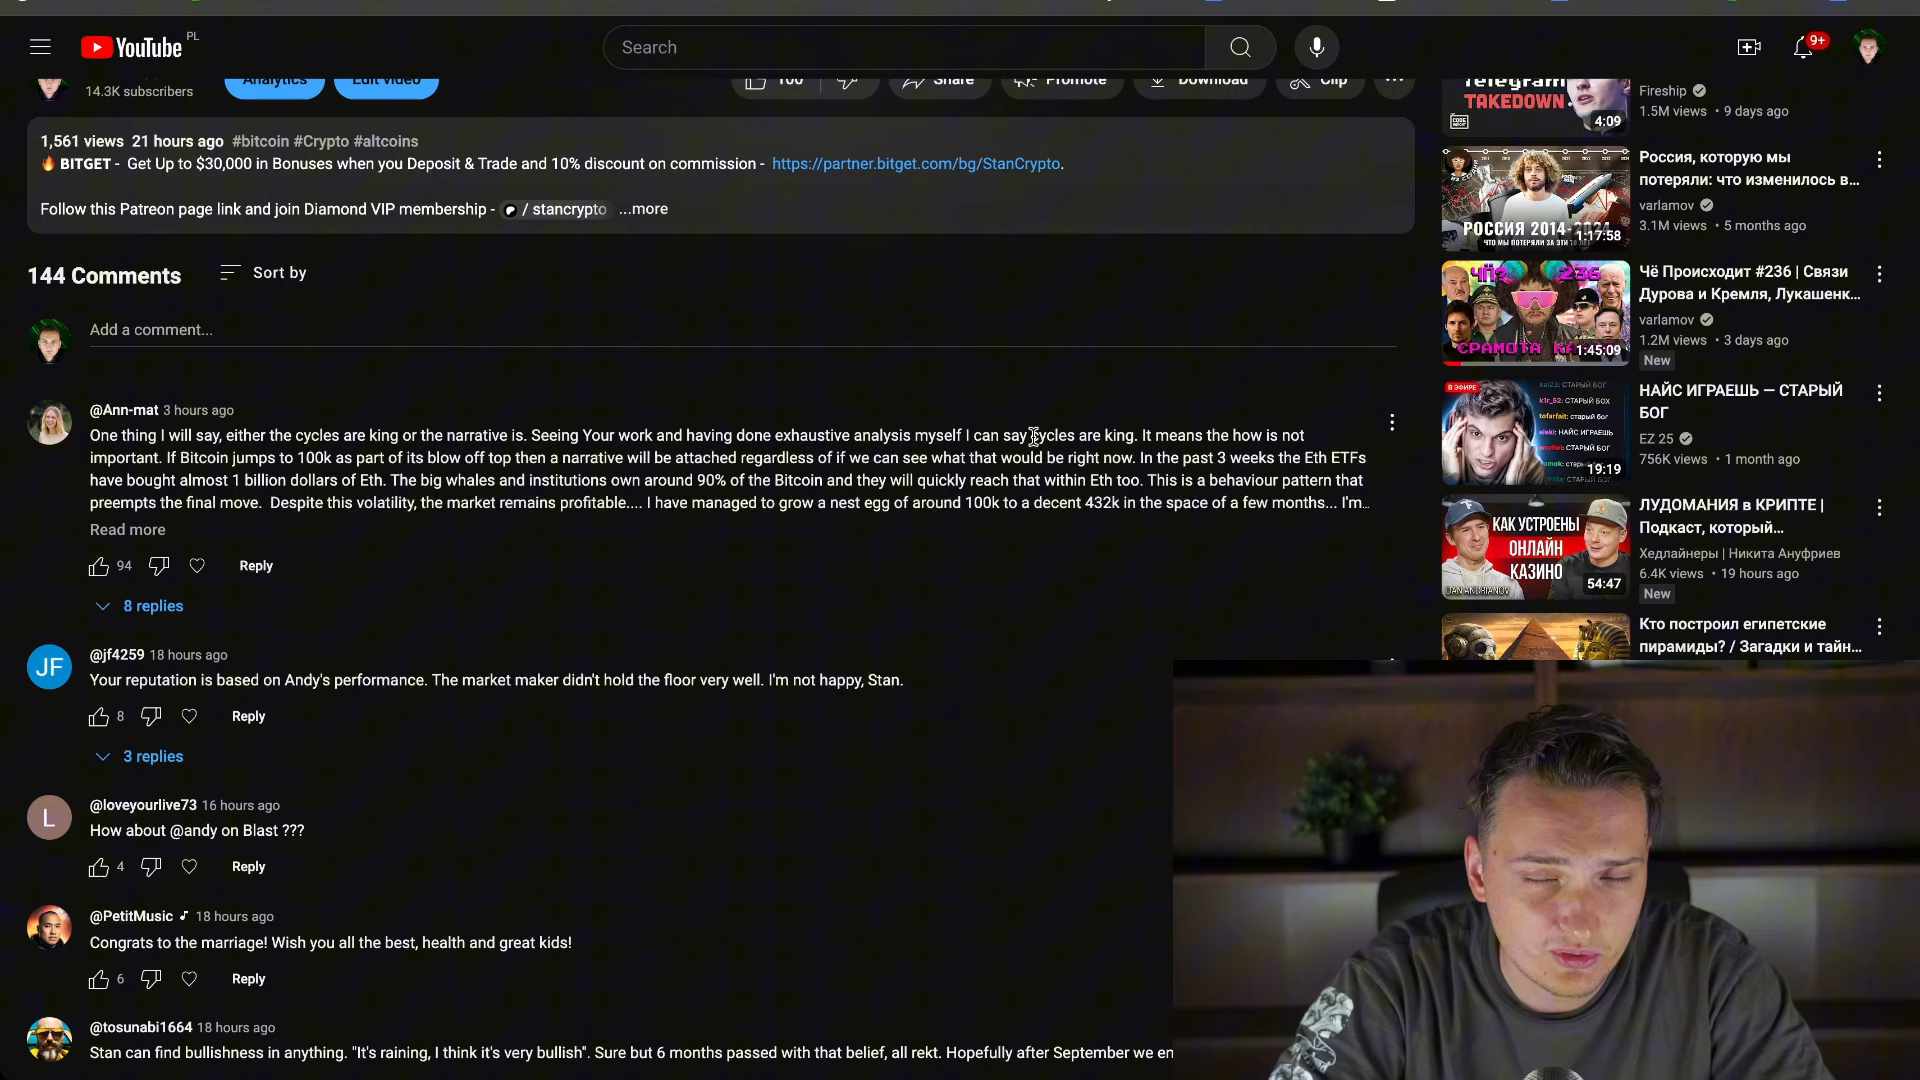 YouTube PL
Search
9+
14.3K subscribers
Analytics
Edit video
100
Share
Promote
Download
Clip
1,561 views 21 hours ago #bitcoin #Crypto #altcoins
🔥 BITGET - Get Up to $30,000 in Bonuses when you Deposit & Trade and 10% discount on commission - https://partner.bitget.com/bg/StanCrypto.
Follow this Patreon page link and join Diamond VIP membership - / stancrypto ...more
144 Comments
Sort by
Add a comment...
@Ann-mat 3 hours ago
One thing I will say, either the cycles are king or the narrative is. Seeing Your work and having done exhaustive analysis myself I can say cycles are king. It means the how is not
important. If Bitcoin jumps to 100k as part of its blow off top then a narrative will be attached regardless of if we can see what that would be right now. In the past 3 weeks the Eth ETFs
have bought almost 1 billion dollars of Eth. The big whales and institutions own around 90% of the Bitcoin and they will quickly reach that within Eth too. This is a behaviour pattern that
preempts the final move. Despite this volatility, the market remains profitable.... I have managed to grow a nest egg of around 100k to a decent 432k in the space of a few months... I'm...
Read more
94
Reply
8 replies
JF
@jf4259 18 hours ago
Your reputation is based on Andy's performance. The market maker didn't hold the floor very well. I'm not happy, Stan.
8
Reply
3 replies
L
@loveyourlive73 16 hours ago
How about @andy on Blast ???
4
Reply
@PetitMusic 18 hours ago
Congrats to the marriage! Wish you all the best, health and great kids!
6
Reply
@tosunabi1664 18 hours ago
Stan can find bullishness in anything. "It's raining, I think it's very bullish". Sure but 6 months passed with that belief, all rekt. Hopefully after September we en
Telegram
TAKEDOWN
4:09
Fireship
1.5M views • 9 days ago
РОССИЯ 2014-2024
ЧТО МЫ ПОТЕРЯЛИ ЗА ЭТИ 10 ЛЕТ
1:17:58
Россия, которую мы
потеряли: что изменилось в...
varlamov
3.1M views • 5 months ago
ЧП?
236
1:45:09
Чё Происходит #236 | Связи
Дурова и Кремля, Лукашенк...
varlamov
1.2M views • 3 days ago
New
В ЭФИРЕ
19:19
НАЙС ИГРАЕШЬ — СТАРЫЙ
БОГ
EZ 25
756K views • 1 month ago
КАК УСТРОЕНЫ
ОНЛАЙН
КАЗИНО
DAN ANDRIANOV
54:47
ЛУДОМАНИЯ в КРИПТЕ |
Подкаст, который...
Хедлайнеры | Никита Ануфриев
6.4K views • 19 hours ago
New
Кто построил египетские
пирамиды? / Загадки и тайн...